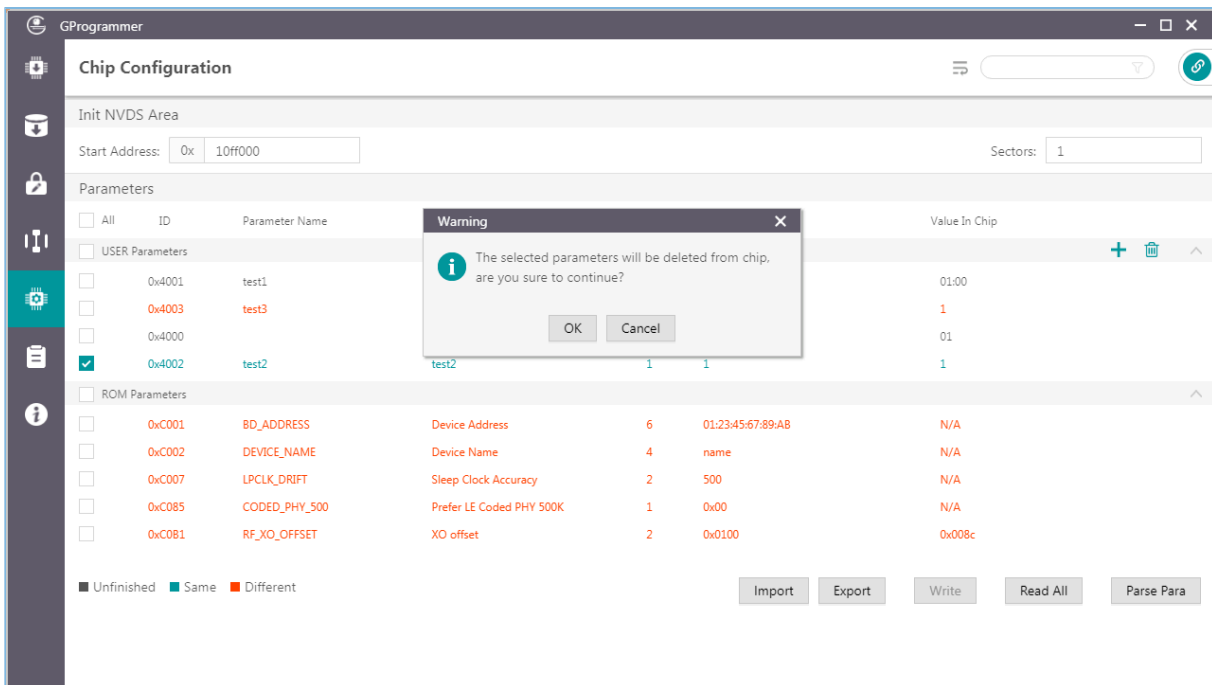 GProgrammer
Chip Configuration
Init NVDS Area
Start Address: 0x 10ff000 Sectors: 1
Parameters
All ID Parameter Name Value In Chip
USER Parameters
Warning
The selected parameters will be deleted from chip,
are you sure to continue?
OK Cancel
0x4001 test1 01:00
0x4003 test3 1
0x4000 01
0x4002 test2 test2 1 1 1
ROM Parameters
0xC001 BD_ADDRESS Device Address 6 01:23:45:67:89:AB N/A
0xC002 DEVICE_NAME Device Name 4 name N/A
0xC007 LPCLK_DRIFT Sleep Clock Accuracy 2 500 N/A
0xC085 CODED_PHY_500 Prefer LE Coded PHY 500K 1 0x00 N/A
0xC0B1 RF_XO_OFFSET XO offset 2 0x0100 0x008c
Unfinished Same Different Import Export Write Read All Parse Para